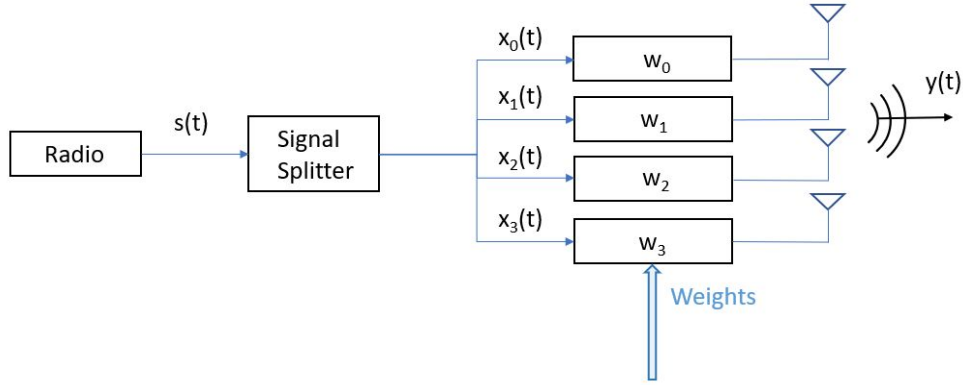 x₀(t)
w₀
x₁(t)
w₁
y(t)
s(t)
Radio
Signal
Splitter
x₂(t)
w₂
x₃(t)
w₃
Weights